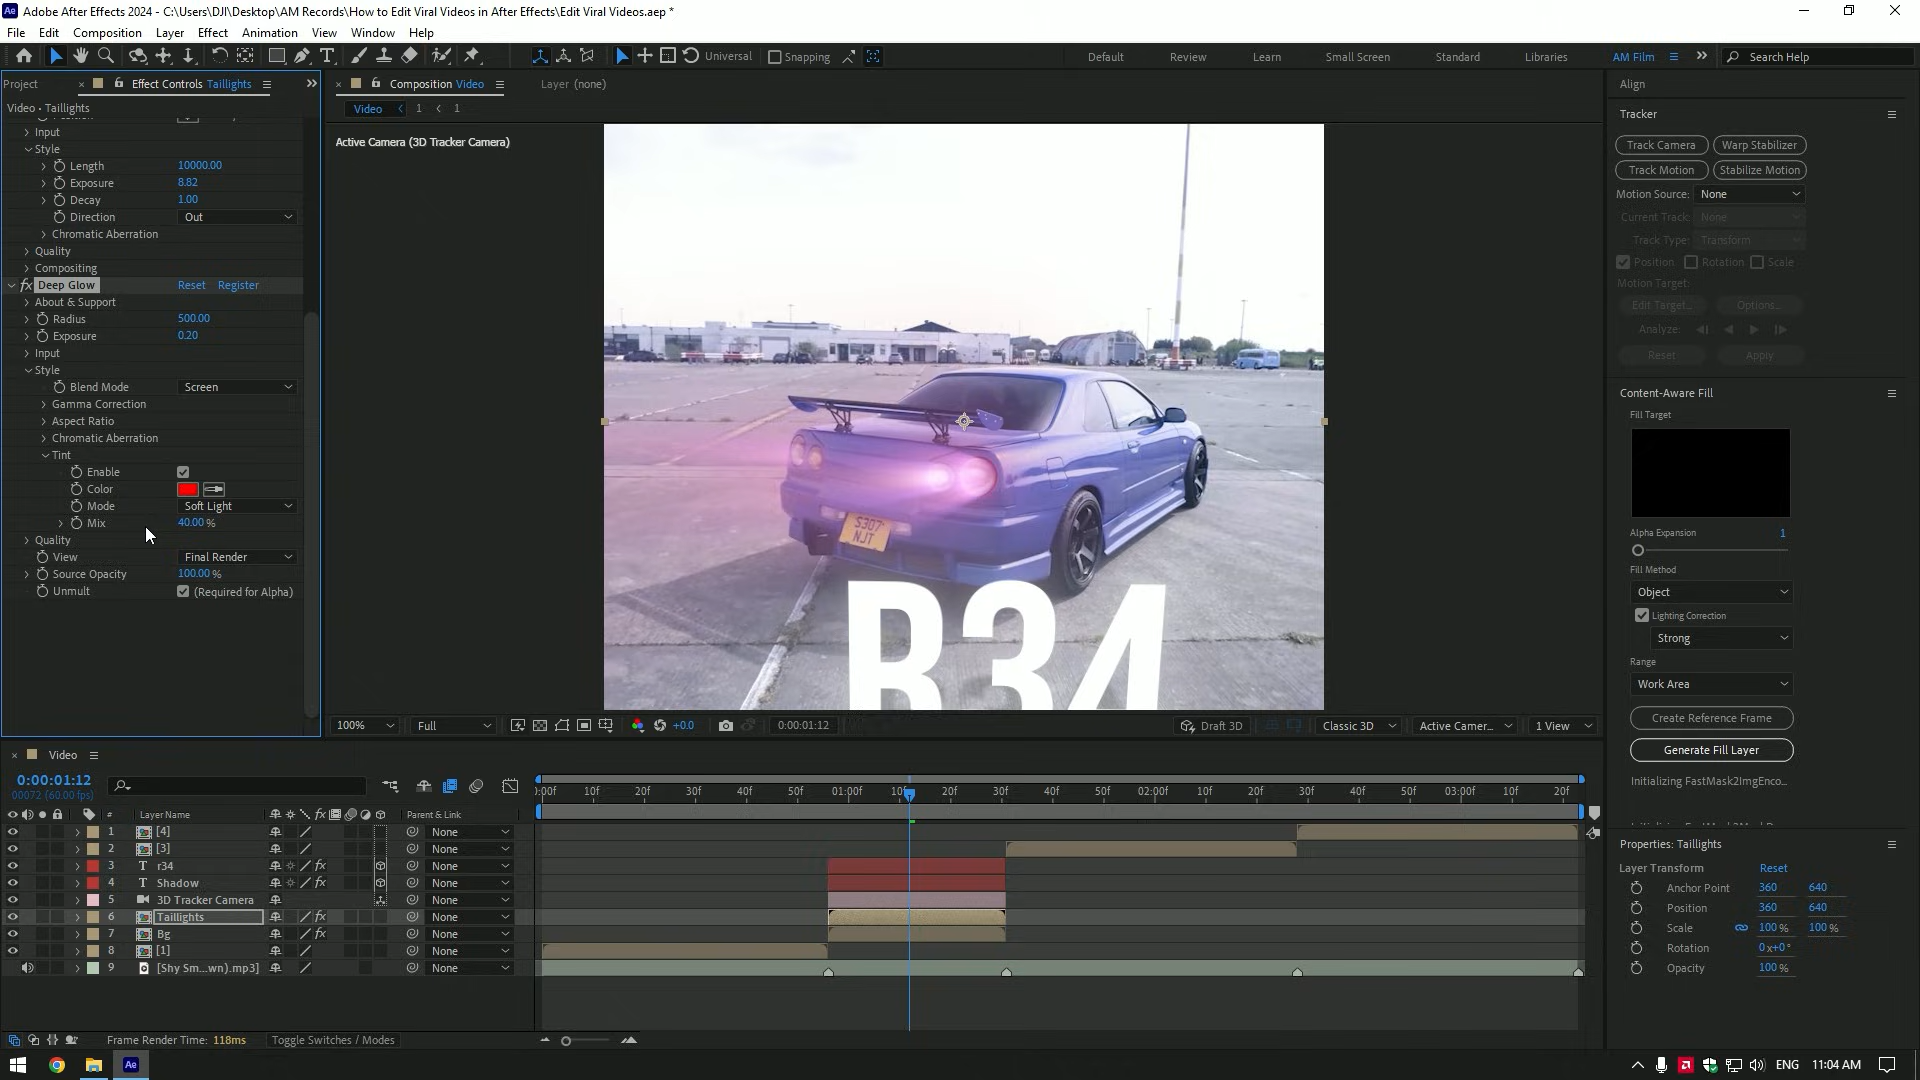 Adobe After Effects 2024 - C:\Users\DJI\Desktop\AM Records\How to Edit Viral Videos in After Effects\Edit Viral Videos.aep *
File Edit Composition Layer Effect Animation View Window Help
Universal Snapping Default Review Learn Small Screen Standard Libraries AM Film Search Help
Project Effect Controls Taillights
Video • Taillights
Input
Style
Length 10000.00
Exposure 8.82
Decay 1.00
Direction Out
Chromatic Aberration
Quality
Compositing
fx Deep Glow Reset Register
About & Support
Radius 500.00
Exposure 0.20
Input
Style
Blend Mode Screen
Gamma Correction
Aspect Ratio
Chromatic Aberration
Tint
Enable
Color
Mode Soft Light
Mix 40.00 %
Quality
View Final Render
Source Opacity 100.00 %
Unmult (Required for Alpha)
Composition Video Layer (none)
Video 1 1
Active Camera (3D Tracker Camera)
S307
NJT
R34
100% Full +0.0 0:00:01:12 Draft 3D Classic 3D Active Camer... 1 View
Align
Tracker
Track Camera Warp Stabilizer
Track Motion Stabilize Motion
Motion Source: None
Current Track: None
Track Type: Transform
Position Rotation Scale
Motion Target:
Edit Target... Options...
Analyze:
Reset Apply
Content-Aware Fill
Fill Target
Alpha Expansion 1
Fill Method
Object
Lighting Correction
Strong
Range
Work Area
Create Reference Frame
Generate Fill Layer
Initializing FastMask2ImgEnco...
Properties: Taillights
Layer Transform Reset
Anchor Point 360 640
Position 360 640
Scale 100 % 100 %
Rotation 0x+0°
Opacity 100 %
Video
0:00:01:12
00072 (60.00 fps)
:00f 10f 20f 30f 40f 50f 01:00f 10f 20f 30f 40f 50f 02:00f 10f 20f 30f 40f 50f 03:00f 10f 20f
# Layer Name Parent & Link
1 [4] None
2 [3] None
3 T r34 fx None
4 T Shadow fx None
5 3D Tracker Camera None
6 Taillights fx None
7 Bg fx None
8 [1] None
9 [Shy Sm...wn).mp3] None
Frame Render Time: 118ms Toggle Switches / Modes
Ae ENG 11:04 AM